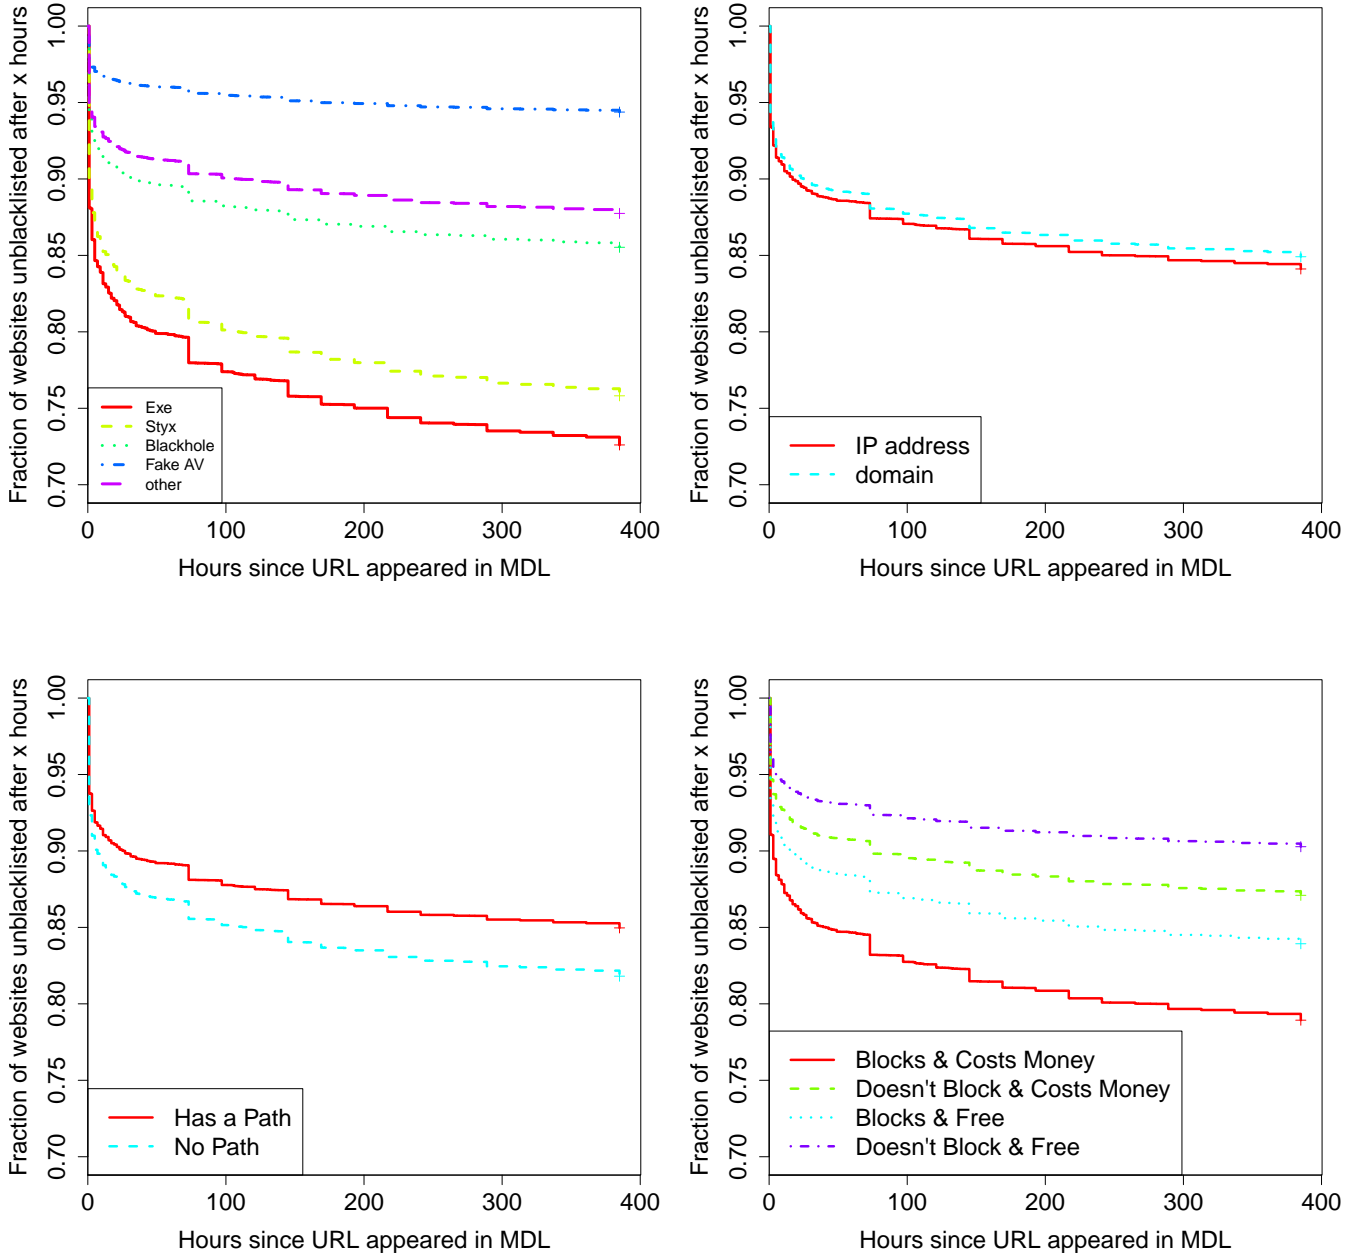 Fraction of websites unblacklisted after x hours
1.00
0.95
0.90
0.85
0.80
0.75
0.70
Exe
Styx
Blackhole
Fake AV
other
0 100 200 300 400
Hours since URL appeared in MDL
Fraction of websites unblacklisted after x hours
1.00
0.95
0.90
0.85
0.80
0.75
0.70
IP address
domain
0 100 200 300 400
Hours since URL appeared in MDL
Fraction of websites unblacklisted after x hours
1.00
0.95
0.90
0.85
0.80
0.75
0.70
Has a Path
No Path
0 100 200 300 400
Hours since URL appeared in MDL
Fraction of websites unblacklisted after x hours
1.00
0.95
0.90
0.85
0.80
0.75
0.70
Blocks & Costs Money
Doesn't Block & Costs Money
Blocks & Free
Doesn't Block & Free
0 100 200 300 400
Hours since URL appeared in MDL